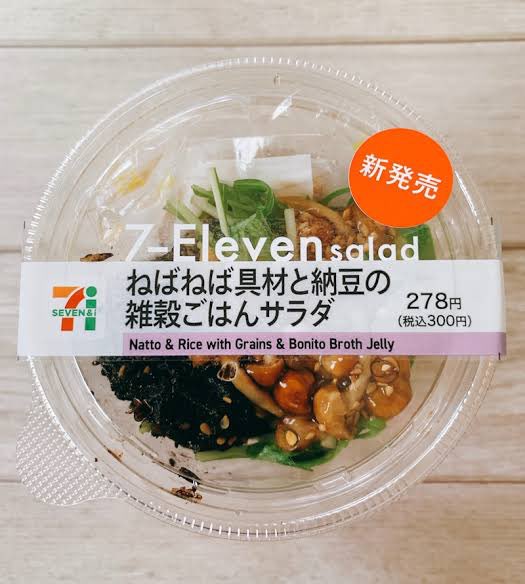 新発売
7-Eleven salad
ねばねば具材と納豆の
雑穀ごはんサラダ
278円
(税込300円)
7i
SEVEN&i
Natto & Rice with Grains & Bonito Broth Jelly